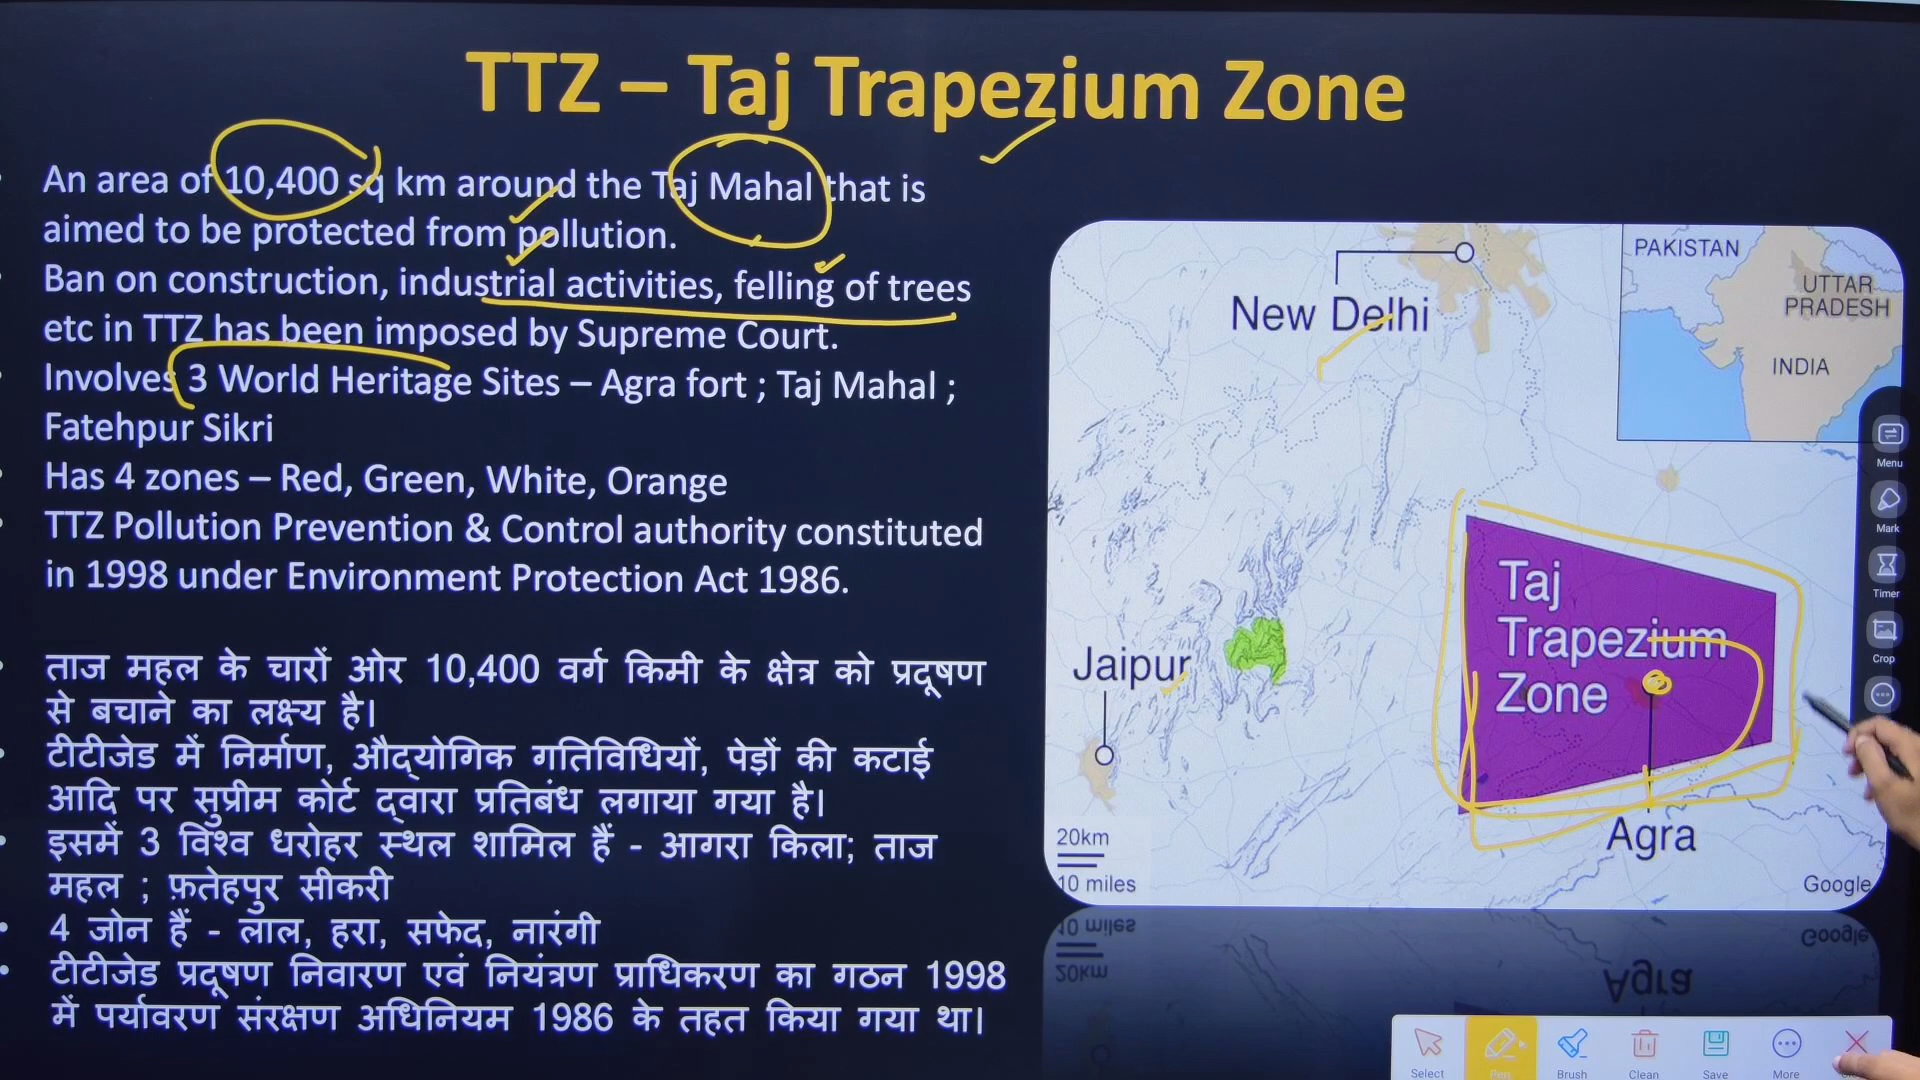 TTZ – Taj Trapezium Zone
An area of 10,400 sq km around the Taj Mahal that is
aimed to be protected from pollution.
Ban on construction, industrial activities, felling of trees
etc in TTZ has been imposed by Supreme Court.
Involves 3 World Heritage Sites – Agra fort ; Taj Mahal ;
Fatehpur Sikri
Has 4 zones – Red, Green, White, Orange
TTZ Pollution Prevention & Control authority constituted
in 1998 under Environment Protection Act 1986.
ताज महल के चारों ओर 10,400 वर्ग किमी के क्षेत्र को प्रदूषण
से बचाने का लक्ष्य है।
टीटीजेड में निर्माण, औद्योगिक गतिविधियों, पेड़ों की कटाई
आदि पर सुप्रीम कोर्ट द्वारा प्रतिबंध लगाया गया है।
इसमें 3 विश्व धरोहर स्थल शामिल हैं - आगरा किला; ताज
महल ; फ़तेहपुर सीकरी
4 जोन हैं - लाल, हरा, सफेद, नारंगी
टीटीजेड प्रदूषण निवारण एवं नियंत्रण प्राधिकरण का गठन 1998
में पर्यावरण संरक्षण अधिनियम 1986 के तहत किया गया था।
New Delhi
PAKISTAN
UTTAR
PRADESH
INDIA
Taj
Trapezium
Zone
Jaipur
Agra
20km
10 miles
Google
Menu
Mark
Timer
Crop
Select
Pen
Brush
Clean
Save
More